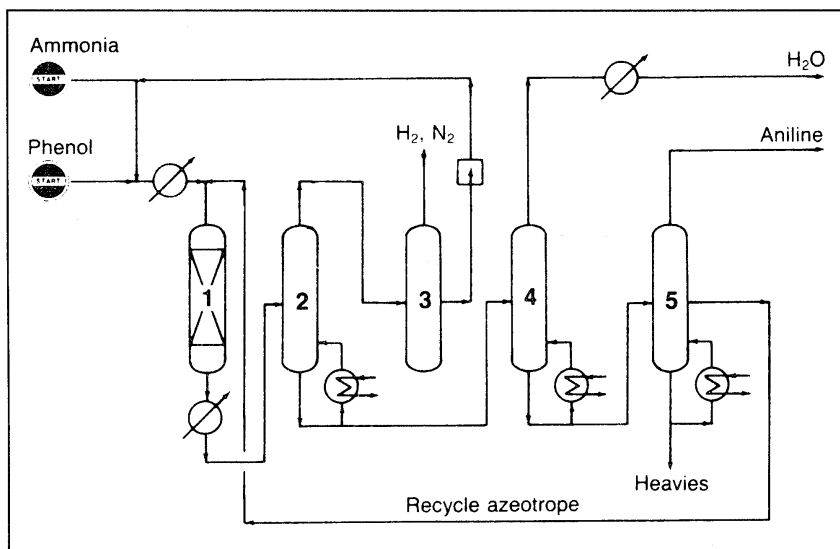 Ammonia
START
H₂O
Phenol
START
H₂, N₂
Aniline
1
2
3
4
5
Heavies
Recycle azeotrope